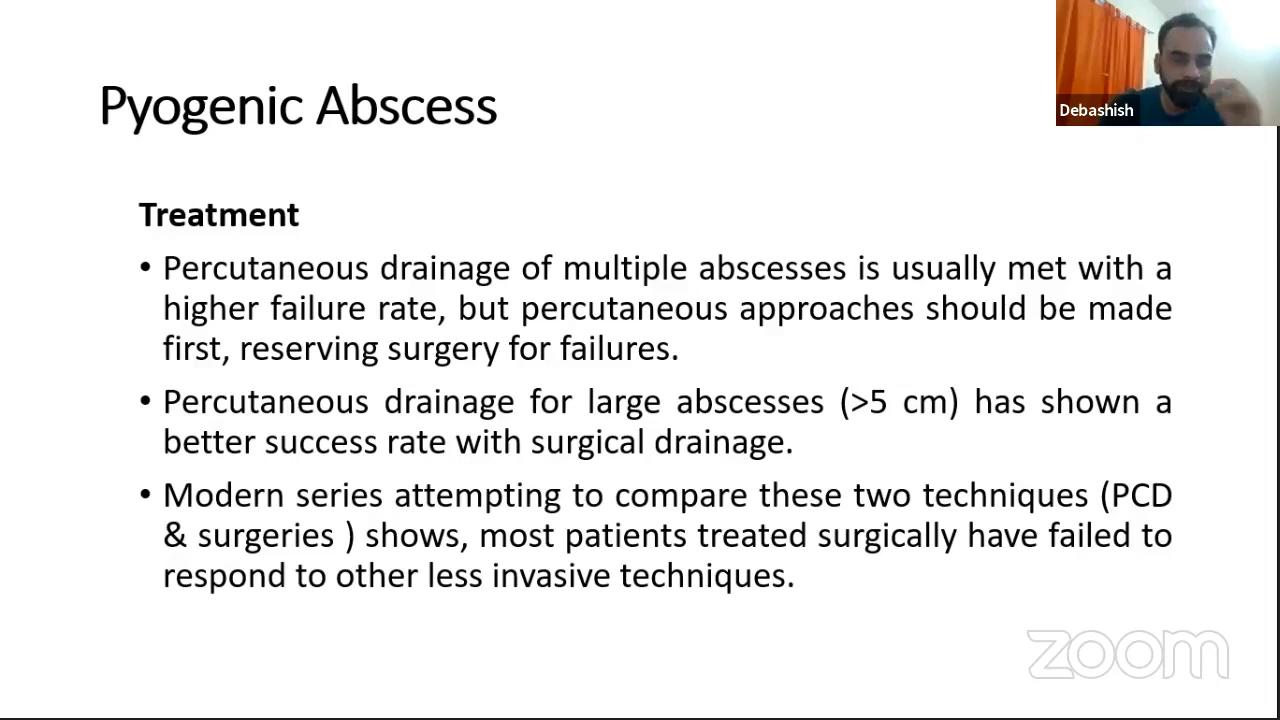 Pyogenic Abscess
Debashish
Treatment
• Percutaneous drainage of multiple abscesses is usually met with a
higher failure rate, but percutaneous approaches should be made
first, reserving surgery for failures.
• Percutaneous drainage for large abscesses (>5 cm) has shown a
better success rate with surgical drainage.
• Modern series attempting to compare these two techniques (PCD
& surgeries ) shows, most patients treated surgically have failed to
respond to other less invasive techniques.
zoom